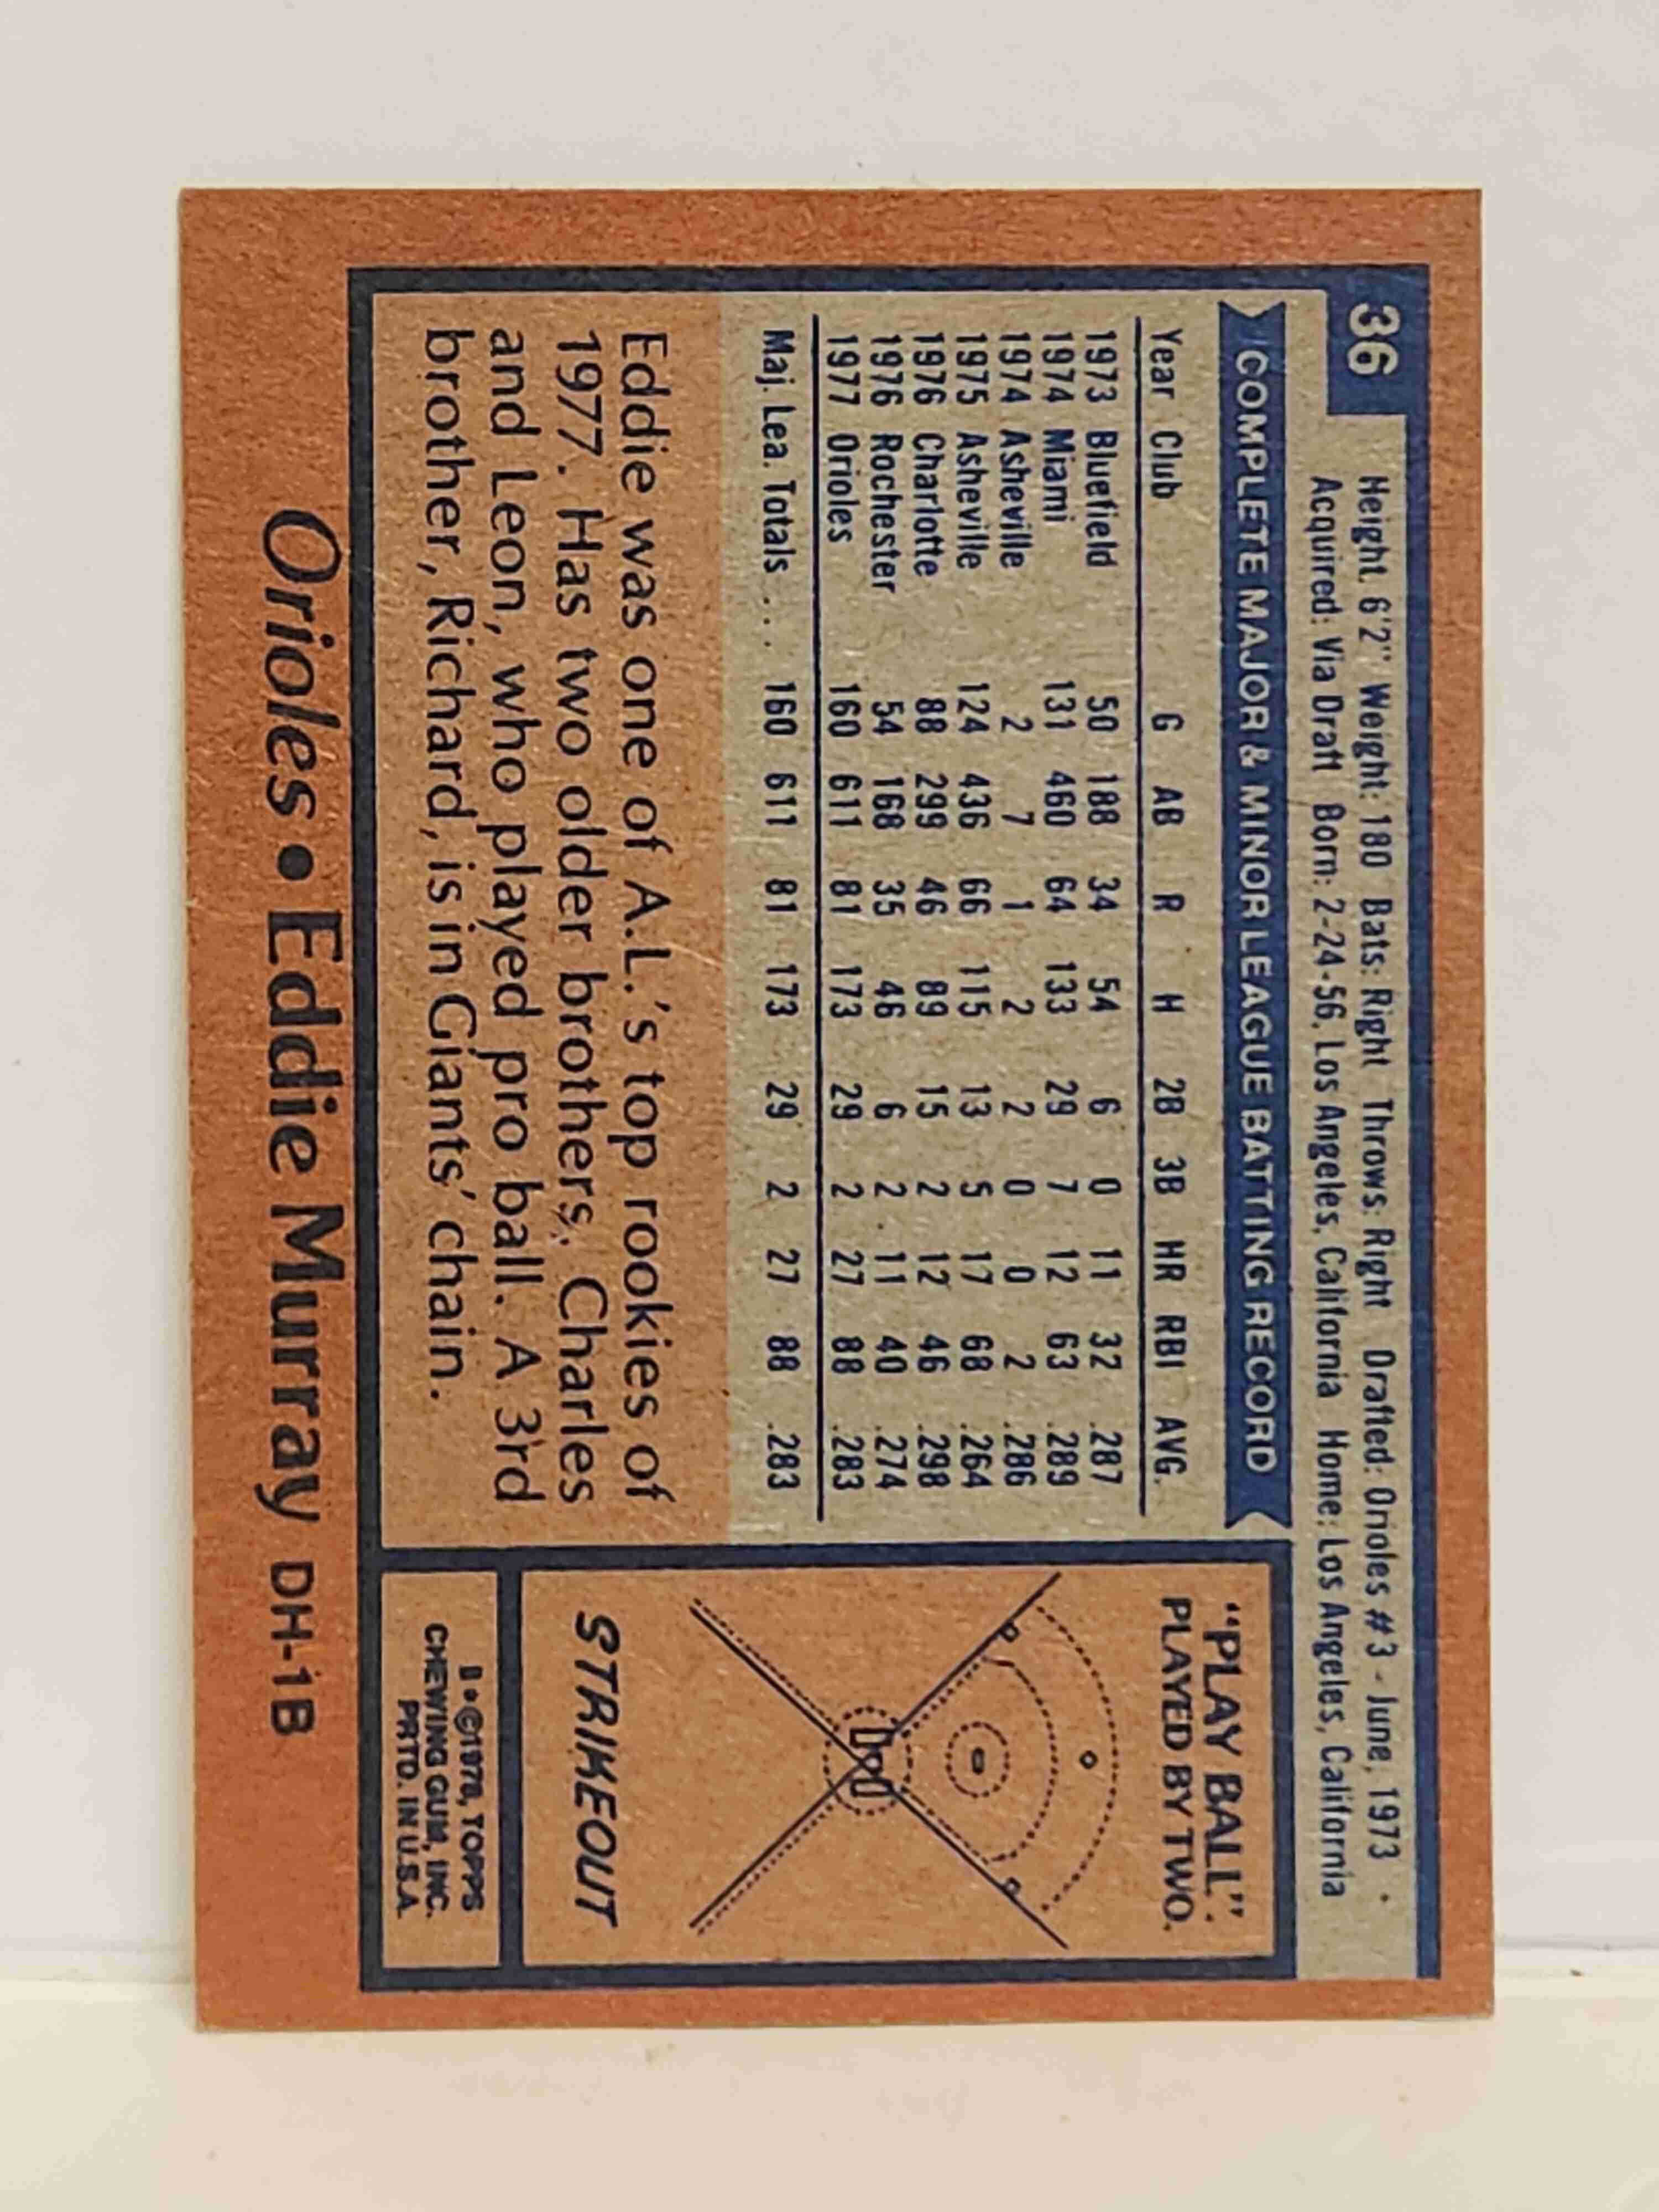 36
Height. 6'2" Weight: 180 Bats: Right Throws: Right Drafted: Orioles #3 - June, 1973
Acquired: Via Draft Born: 2-24-56, Los Angeles, California Home: Los Angeles, California
COMPLETE MAJOR & MINOR LEAGUE BATTING RECORD
Year Club G AB R H 2B 3B HR RBI AVG.
1973 Bluefield 50 188 34 54 6 0 11 32 .287
1974 Miami 131 460 64 133 29 7 12 63 .289
1974 Asheville 2 7 1 2 2 0 0 2 .286
1975 Asheville 124 436 66 115 13 5 17 68 .264
1976 Charlotte 88 299 46 89 15 2 12 46 .298
1976 Rochester 54 168 35 46 6 2 11 40 .274
1977 Orioles 160 611 81 173 29 2 27 88 .283
Maj. Lea. Totals . . . 160 611 81 173 29 2 27 88 .283
Eddie was one of A.L.'s top rookies of
1977. Has two older brothers, Charles
and Leon, who played pro ball. A 3rd
brother, Richard, is in Giants' chain.
"PLAY BALL".
PLAYED BY TWO.
STRIKEOUT
©1978, TOPPS
CHEWING GUM, INC.
PRTD. IN U.S.A.
Orioles • Eddie Murray DH-1B